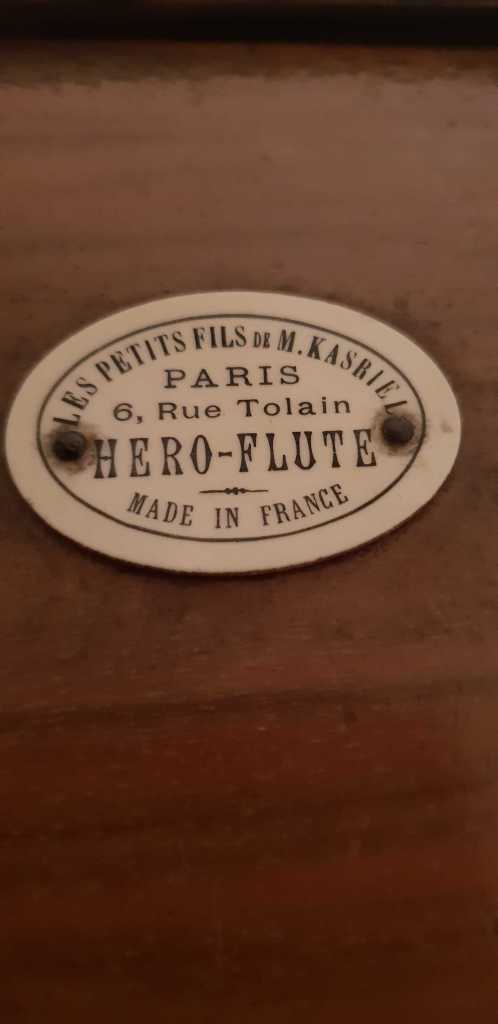 LES PETITS FILS DE M. KASRIEL
PARIS
6, Rue Tolain
HERO-FLUTE
MADE IN FRANCE